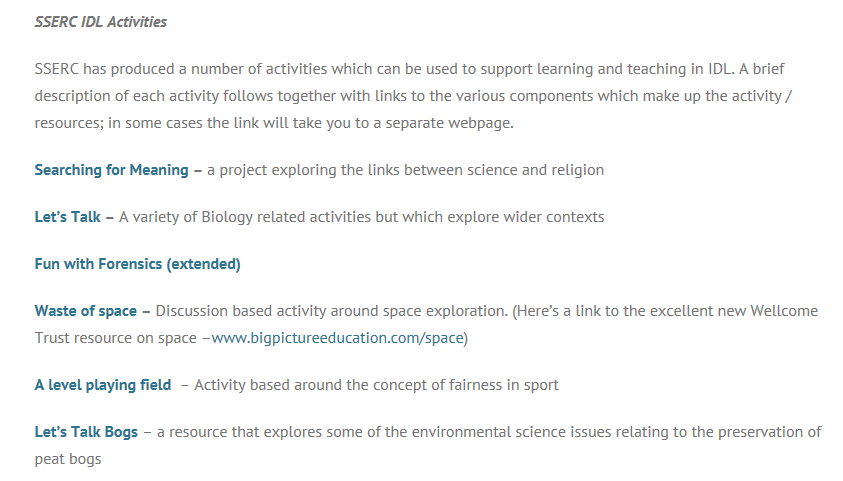 SSERC IDL Activities
SSERC has produced a number of activities which can be used to support learning and teaching in IDL. A brief
description of each activity follows together with links to the various components which make up the activity /
resources; in some cases the link will take you to a separate webpage.
Searching for Meaning – a project exploring the links between science and religion
Let's Talk – A variety of Biology related activities but which explore wider contexts
Fun with Forensics (extended)
Waste of space – Discussion based activity around space exploration. (Here's a link to the excellent new Wellcome
Trust resource on space –www.bigpictureeducation.com/space)
A level playing field – Activity based around the concept of fairness in sport
Let's Talk Bogs – a resource that explores some of the environmental science issues relating to the preservation of
peat bogs